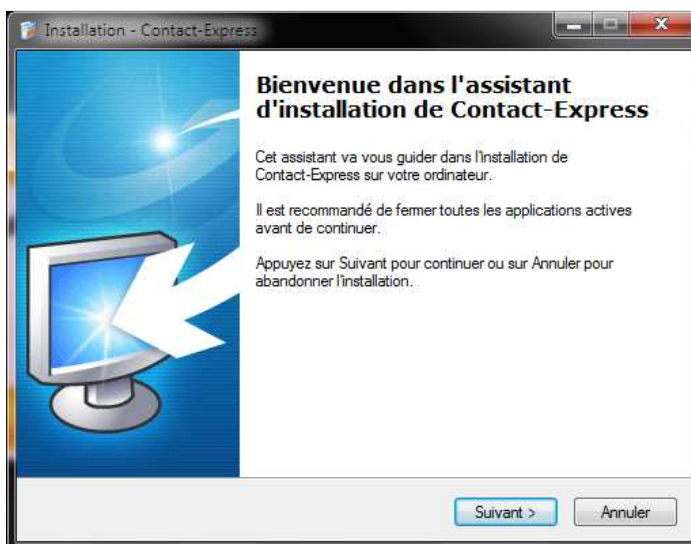 Installation - Contact-Express
Bienvenue dans l'assistant
d'installation de Contact-Express
Cet assistant va vous guider dans l'installation de
Contact-Express sur votre ordinateur.
Il est recommandé de fermer toutes les applications actives
avant de continuer.
Appuyez sur Suivant pour continuer ou sur Annuler pour
abandonner l'installation.
Suivant >
Annuler